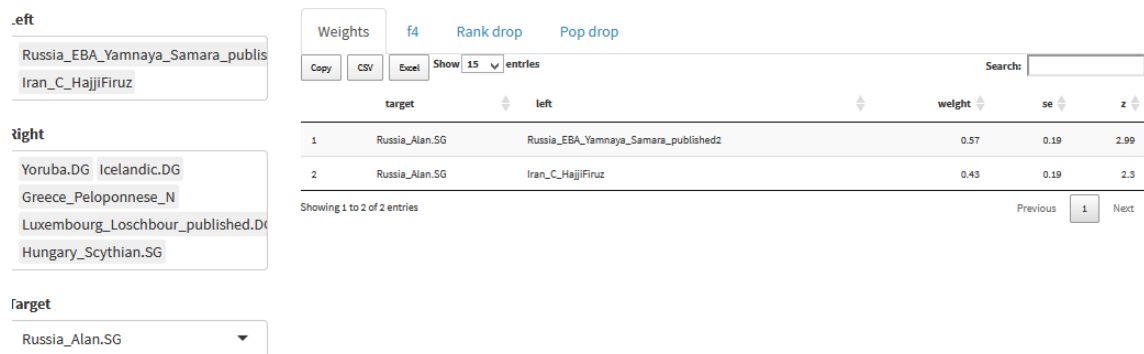 Left
Russia_EBA_Yamnaya_Samara_publis
Iran_C_HajjiFiruz
Right
Yoruba.DG Icelandic.DG
Greece_Peloponnese_N
Luxembourg_Loschbour_published.DG
Hungary_Scythian.SG
Target
Russia_Alan.SG
Weights f4 Rank drop Pop drop
Copy CSV Excel Show 15 entries Search:
target left weight se z
1 Russia_Alan.SG Russia_EBA_Yamnaya_Samara_published2 0.57 0.19 2.99
2 Russia_Alan.SG Iran_C_HajjiFiruz 0.43 0.19 2.3
Showing 1 to 2 of 2 entries Previous 1 Next